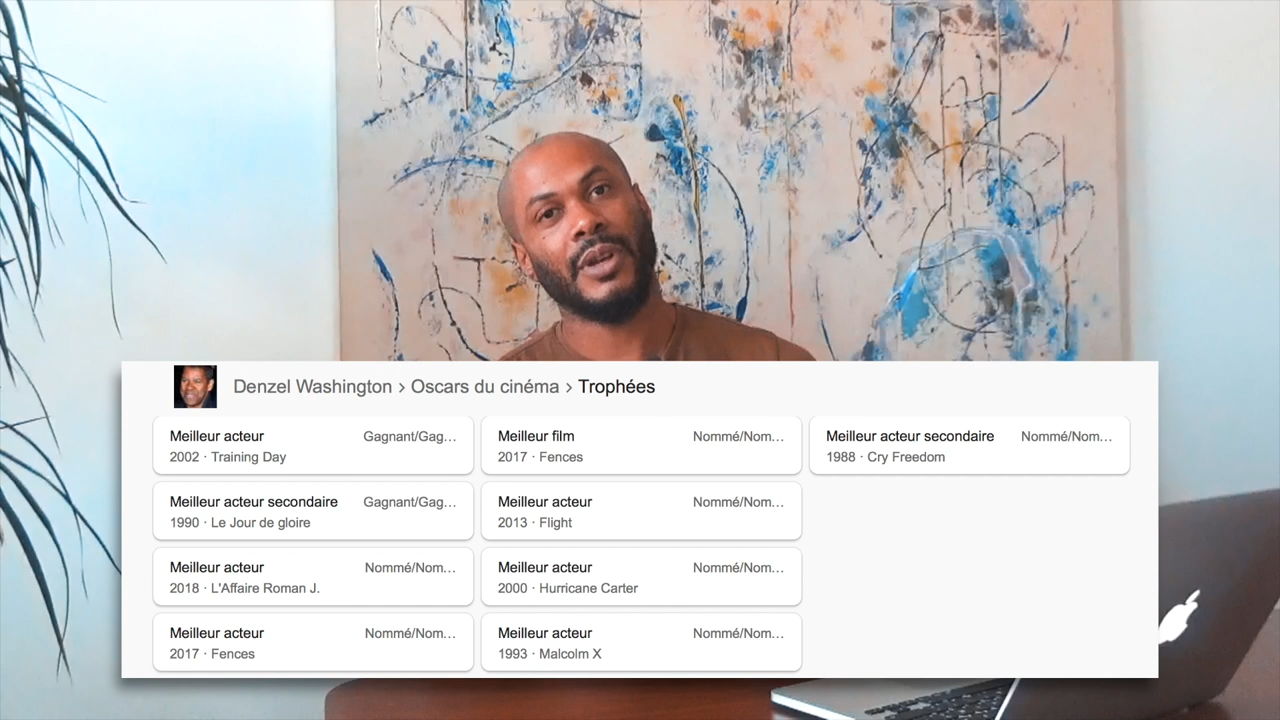 Denzel Washington › Oscars du cinéma › Trophées
Meilleur acteur Gagnant/Gag…
2002 · Training Day
Meilleur acteur secondaire Gagnant/Gag…
1990 · Le Jour de gloire
Meilleur acteur Nommé/Nom…
2018 · L'Affaire Roman J.
Meilleur acteur Nommé/Nom…
2017 · Fences
Meilleur film Nommé/Nom…
2017 · Fences
Meilleur acteur Nommé/Nom…
2013 · Flight
Meilleur acteur Nommé/Nom…
2000 · Hurricane Carter
Meilleur acteur Nommé/Nom…
1993 · Malcolm X
Meilleur acteur secondaire Nommé/Nom…
1988 · Cry Freedom